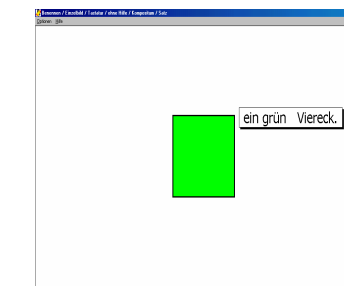 Benennen / Einzelbild / Tastatur / ohne Hilfe / Kompositum / Satz
Optionen Hilfe
ein grün Viereck.